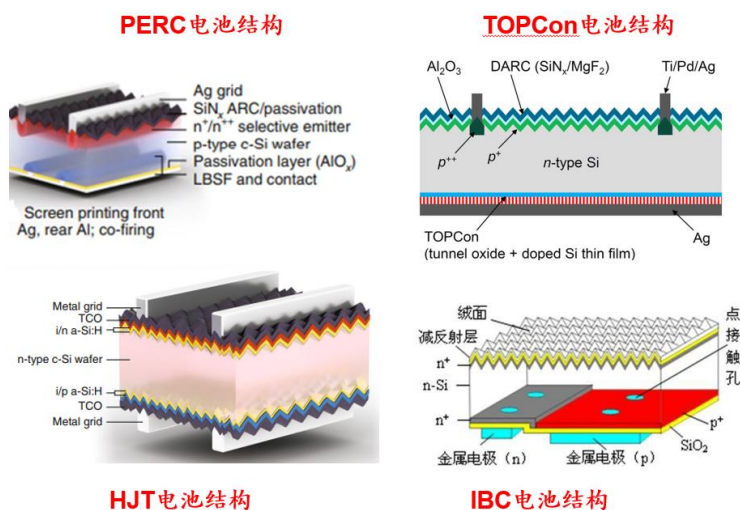 PERC电池结构
Ag grid
SiNx ARC/passivation
n⁺/n⁺⁺ selective emitter
p-type c-Si wafer
Passivation layer (AlOx)
LBSF and contact
Screen printing front
Ag, rear Al; co-firing
TOPCon电池结构
Al₂O₃
DARC (SiNx/MgF₂)
Ti/Pd/Ag
p⁺⁺
p⁺
n-type Si
TOPCon
(tunnel oxide + doped Si thin film)
Ag
Metal grid
TCO
i/n a-Si:H
n-type c-Si wafer
i/p a-Si:H
TCO
Metal grid
HJT电池结构
绒面
减反射层
n⁺
n-Si
n⁺
点接触孔
p⁺
SiO₂
金属电极(n)
金属电极(p)
IBC电池结构